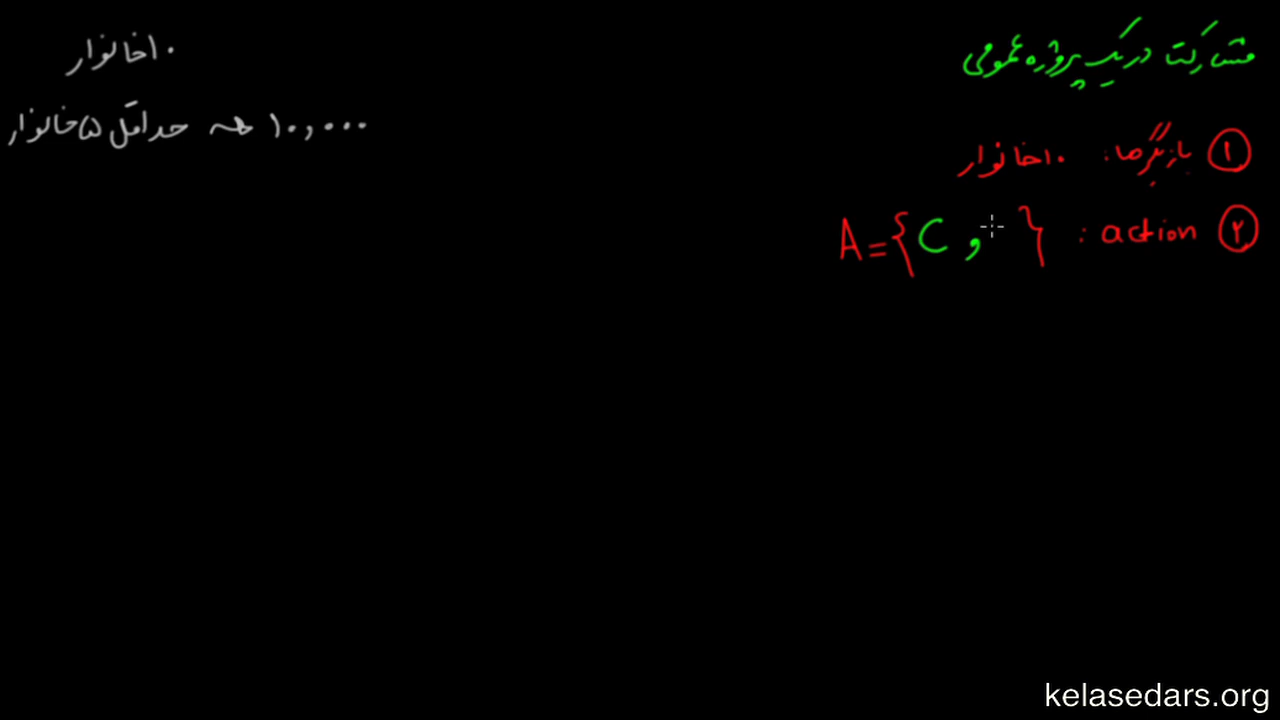 مشارکت در یک پروژه عمومی
۱ بازیگرها: ۱۰ خانوار
۲ action: A={C و }
۱۰ خانوار
۱۰,۰۰۰ حداقل ۵ خانوار
kelasedars.org